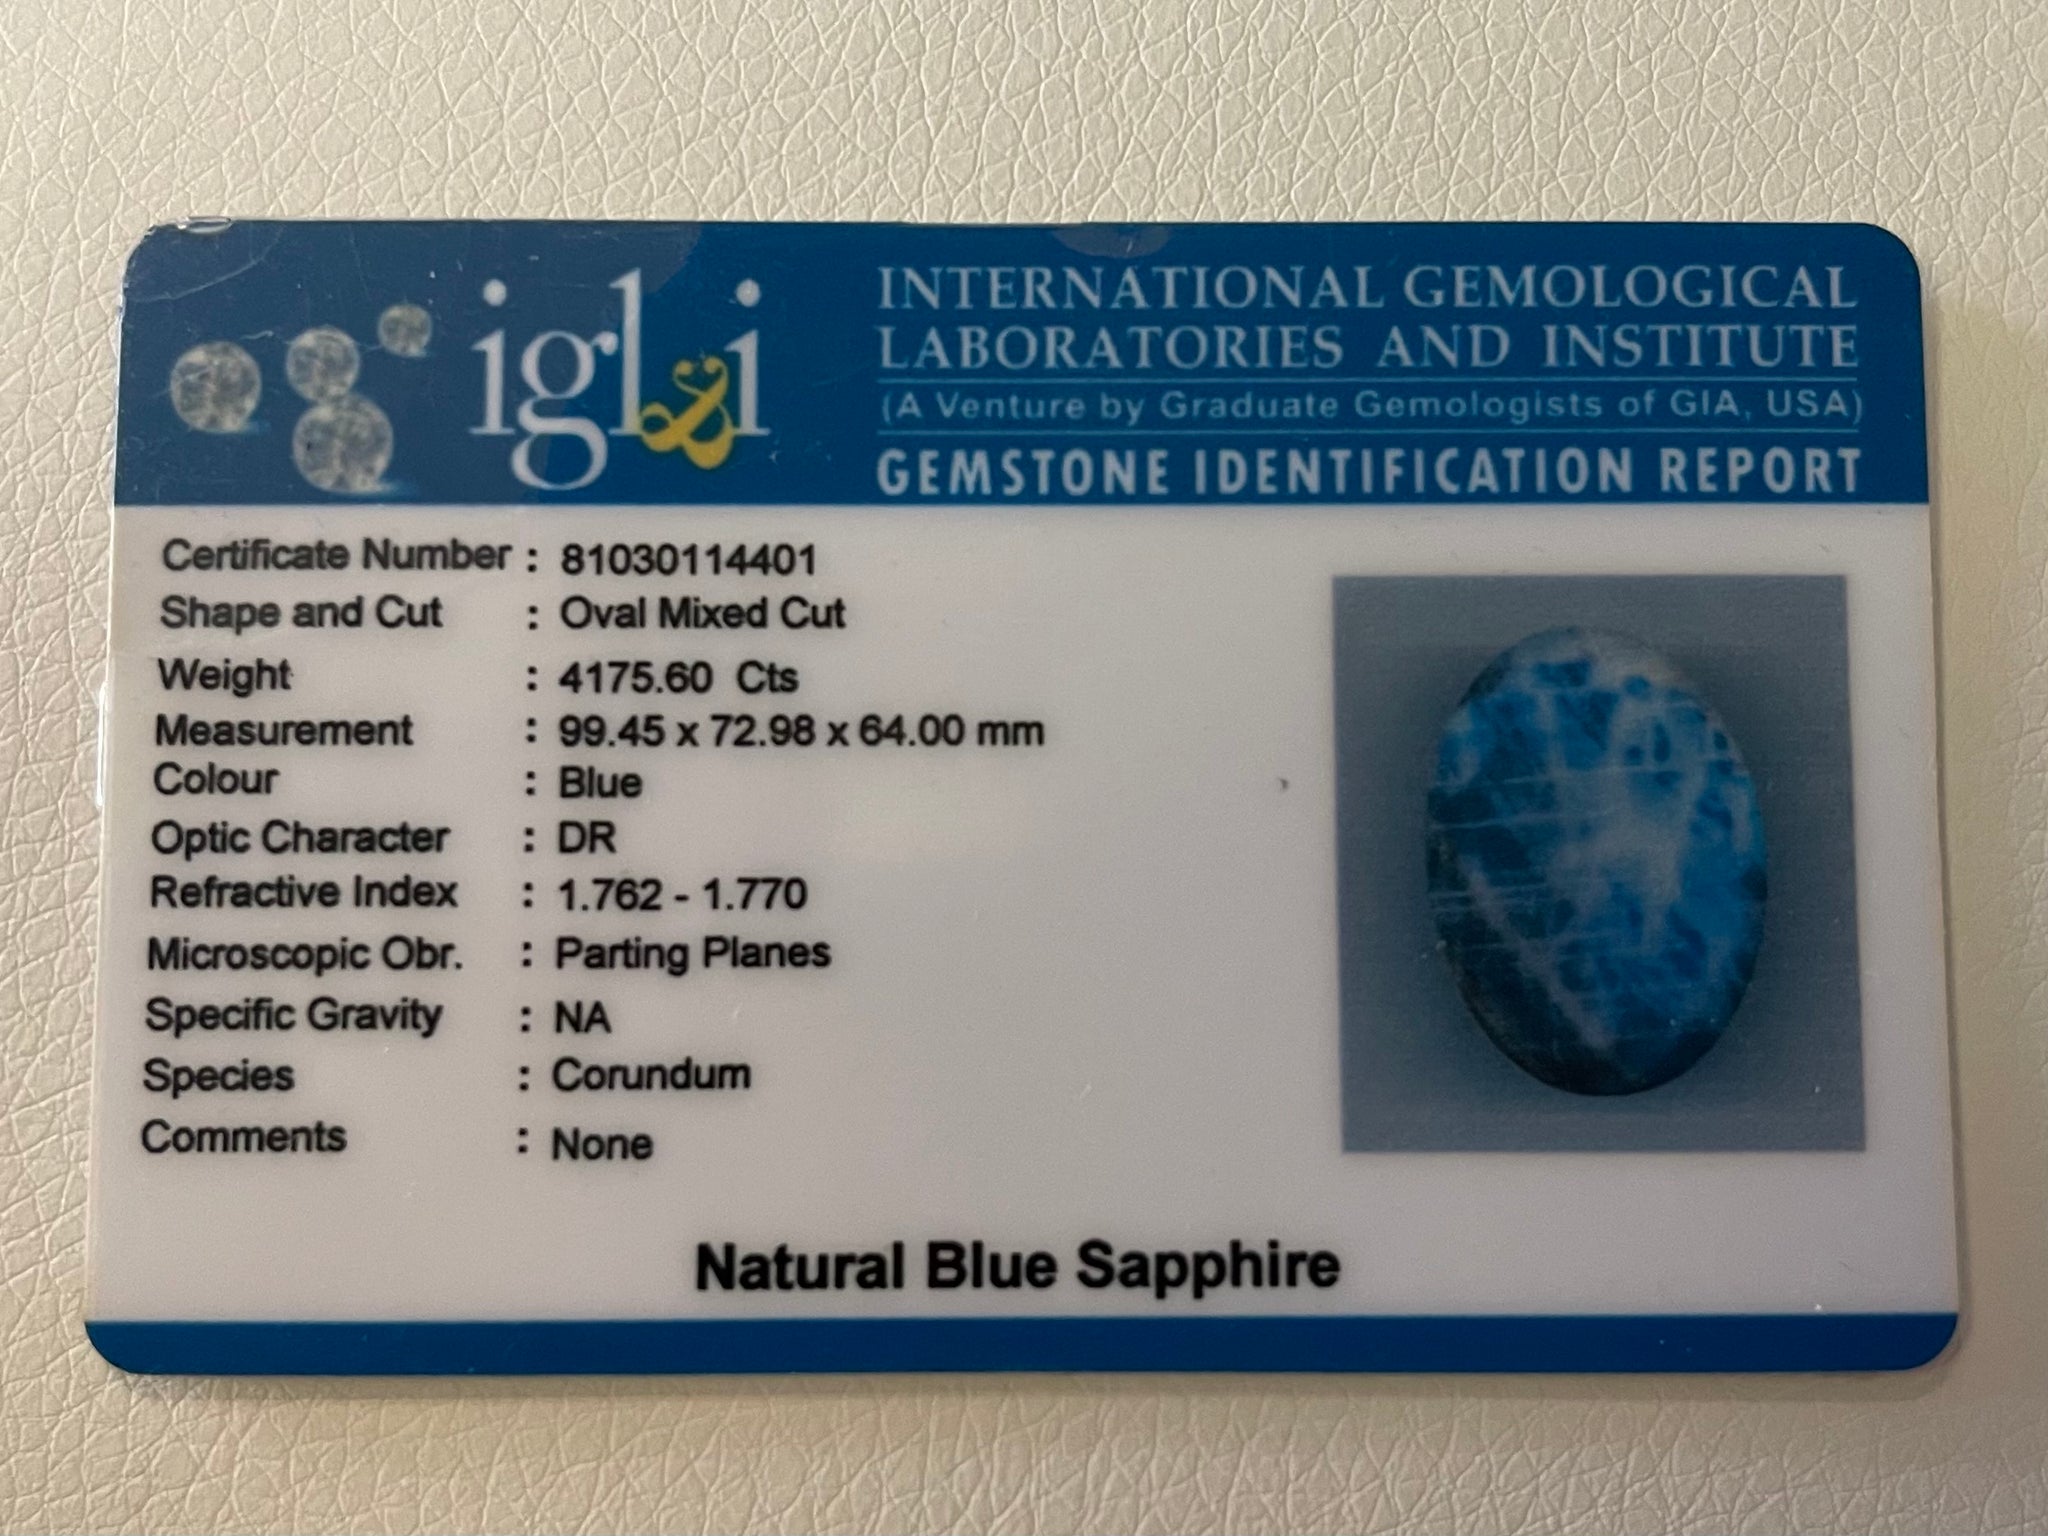 igl&i
INTERNATIONAL GEMOLOGICAL
LABORATORIES AND INSTITUTE
(A Venture by Graduate Gemologists of GIA, USA)
GEMSTONE IDENTIFICATION REPORT
Certificate Number : 81030114401
Shape and Cut : Oval Mixed Cut
Weight : 4175.60 Cts
Measurement : 99.45 x 72.98 x 64.00 mm
Colour : Blue
Optic Character : DR
Refractive Index : 1.762 - 1.770
Microscopic Obr. : Parting Planes
Specific Gravity : NA
Species : Corundum
Comments : None
Natural Blue Sapphire